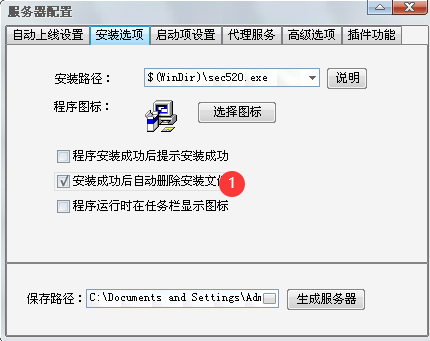 服务器配置
自动上线设置 安装选项 启动项设置 代理服务 高级选项 插件功能
安装路径： $(WinDir)\sec520.exe 说明
程序图标： 选择图标
程序安装成功后提示安装成功
安装成功后自动删除安装文 1
程序运行时在任务栏显示图标
保存路径： C:\Documents and Settings\Adm 生成服务器